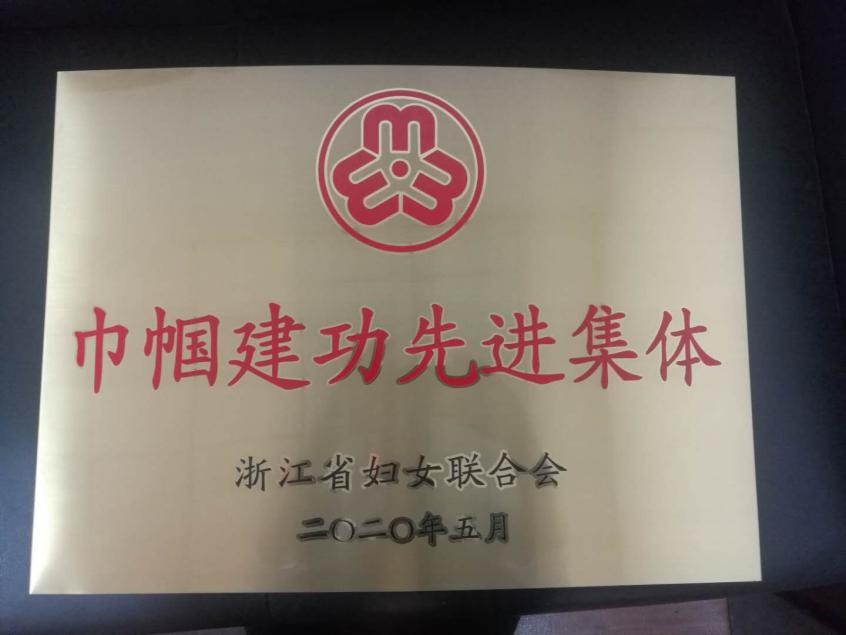 巾帼建功先进集体
浙江省妇女联合会
二〇二〇年五月